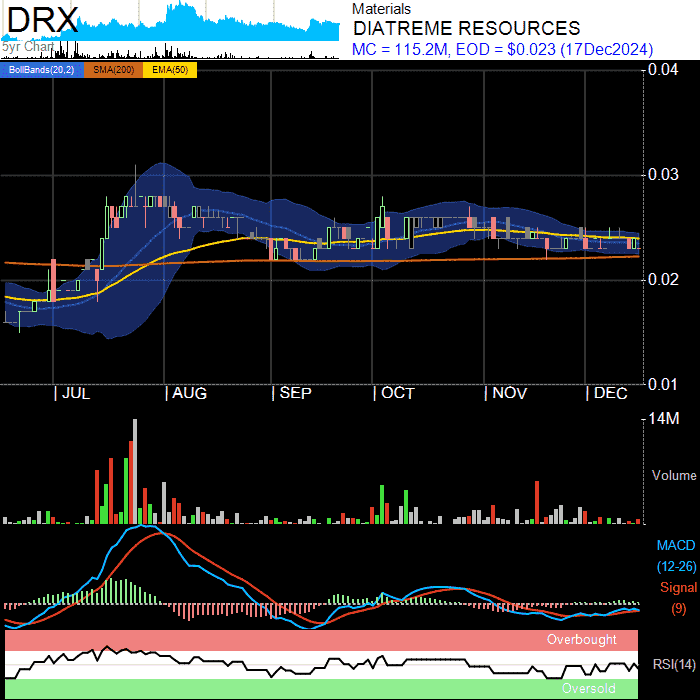 DRX
5yr Chart
Materials
DIATREME RESOURCES
MC = 115.2M, EOD = $0.023 (17Dec2024)
BollBands(20,2) SMA(200) EMA(50)
0.04
0.03
0.02
0.01
| JUL | AUG | SEP | OCT | NOV | DEC
14M
Volume
MACD
(12-26)
Signal
(9)
Overbought
RSI(14)
Oversold